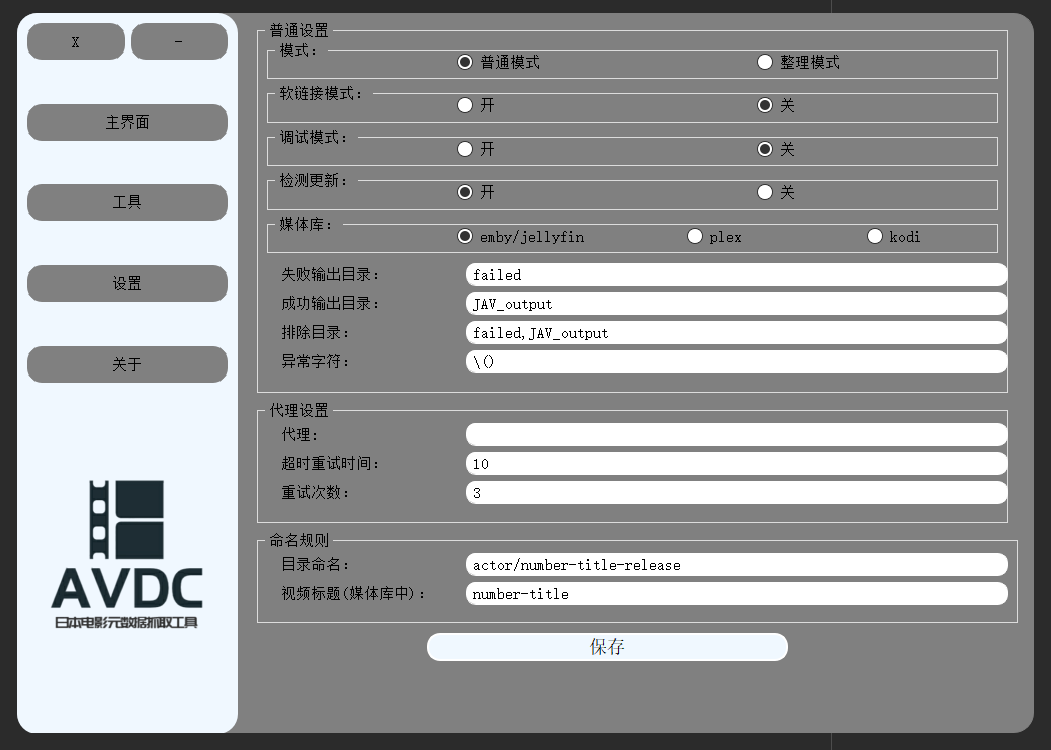 X
-
主界面
工具
设置
关于
AVDC
日本电影元数据抓取工具
普通设置
模式:
普通模式 整理模式
软链接模式:
开 关
调试模式:
开 关
检测更新:
开 关
媒体库:
emby/jellyfin plex kodi
失败输出目录: failed
成功输出目录: JAV_output
排除目录: failed,JAV_output
异常字符: \()
代理设置
代理:
超时重试时间: 10
重试次数: 3
命名规则
目录命名: actor/number-title-release
视频标题(媒体库中): number-title
保存